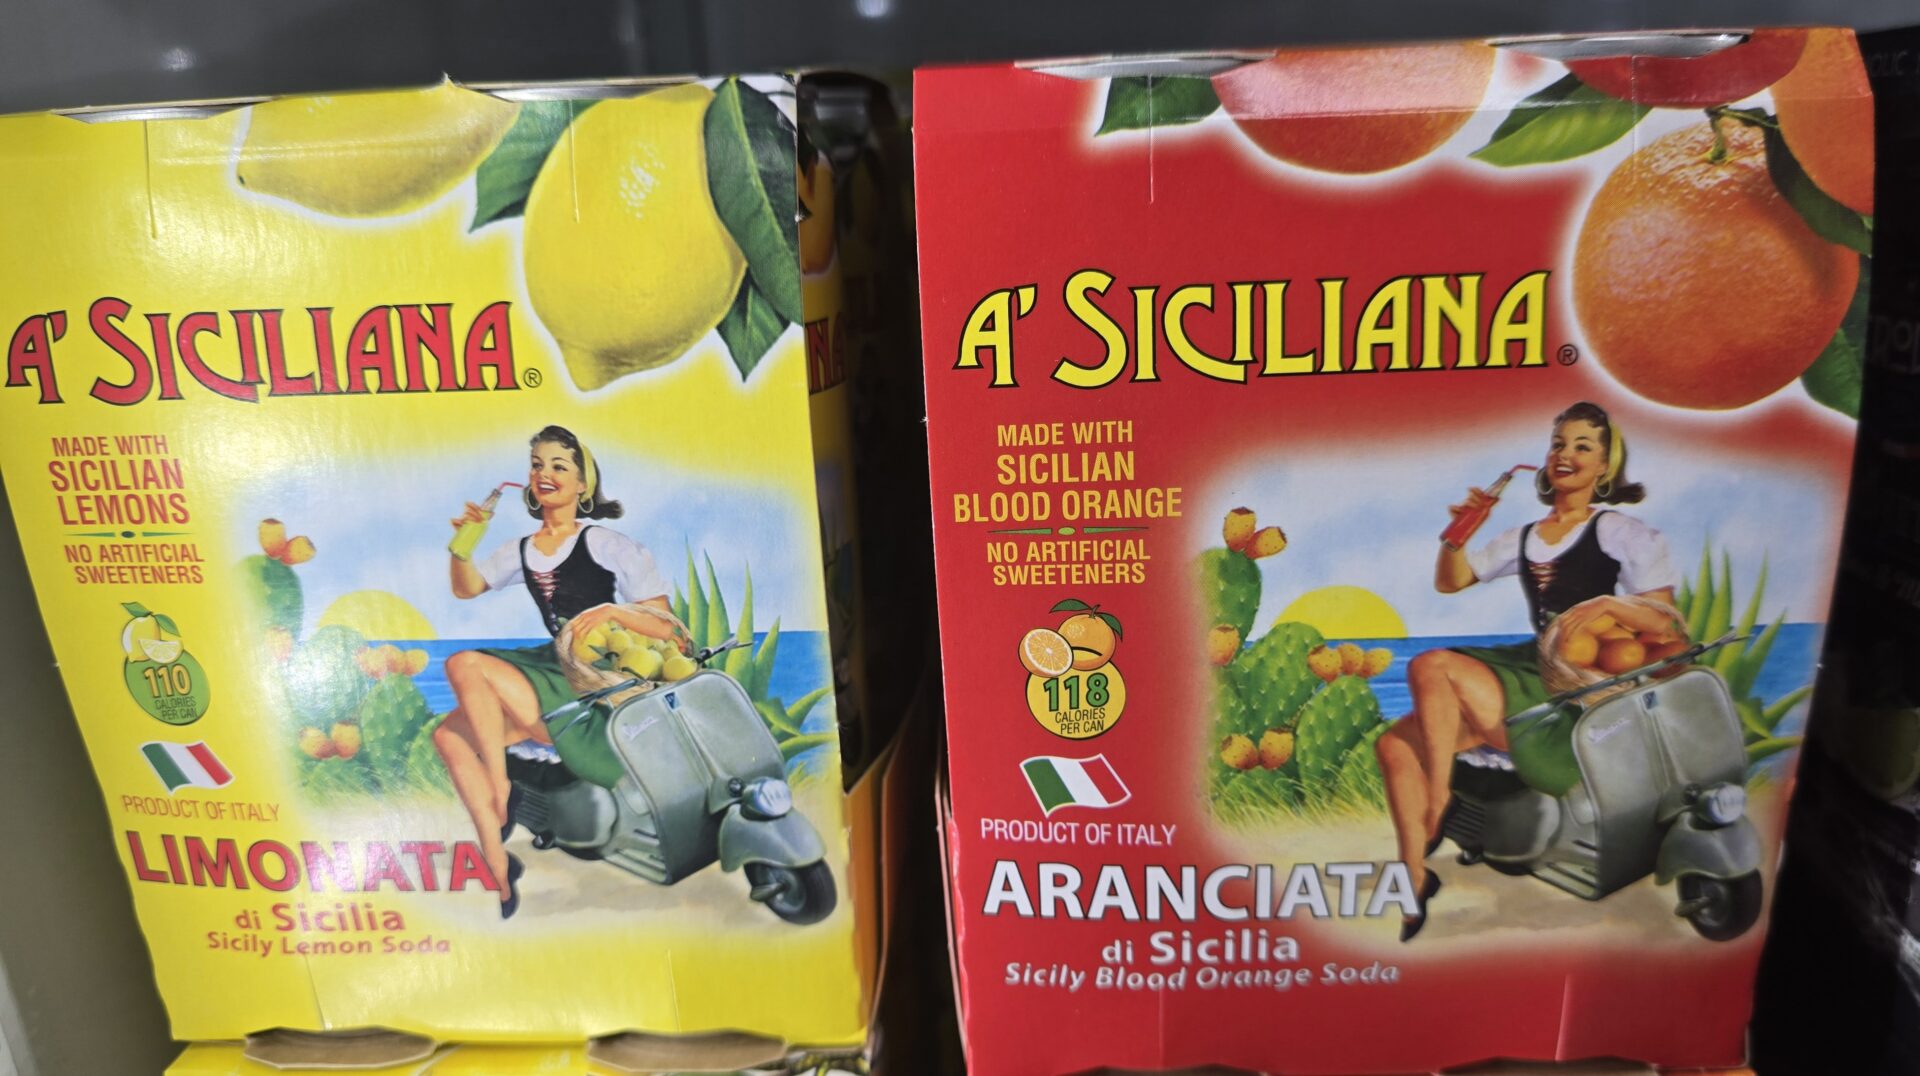 A' SICILIANA®
MADE WITH
SICILIAN
LEMONS
NO ARTIFICIAL
SWEETENERS
110
CALORIES
PER CAN
PRODUCT OF ITALY
LIMONATA
di Sicilia
Sicily Lemon Soda
Vespa
A' SICILIANA®
MADE WITH
SICILIAN
BLOOD ORANGE
NO ARTIFICIAL
SWEETENERS
118
CALORIES
PER CAN
PRODUCT OF ITALY
ARANCIATA
di Sicilia
Sicily Blood Orange Soda
Vespa